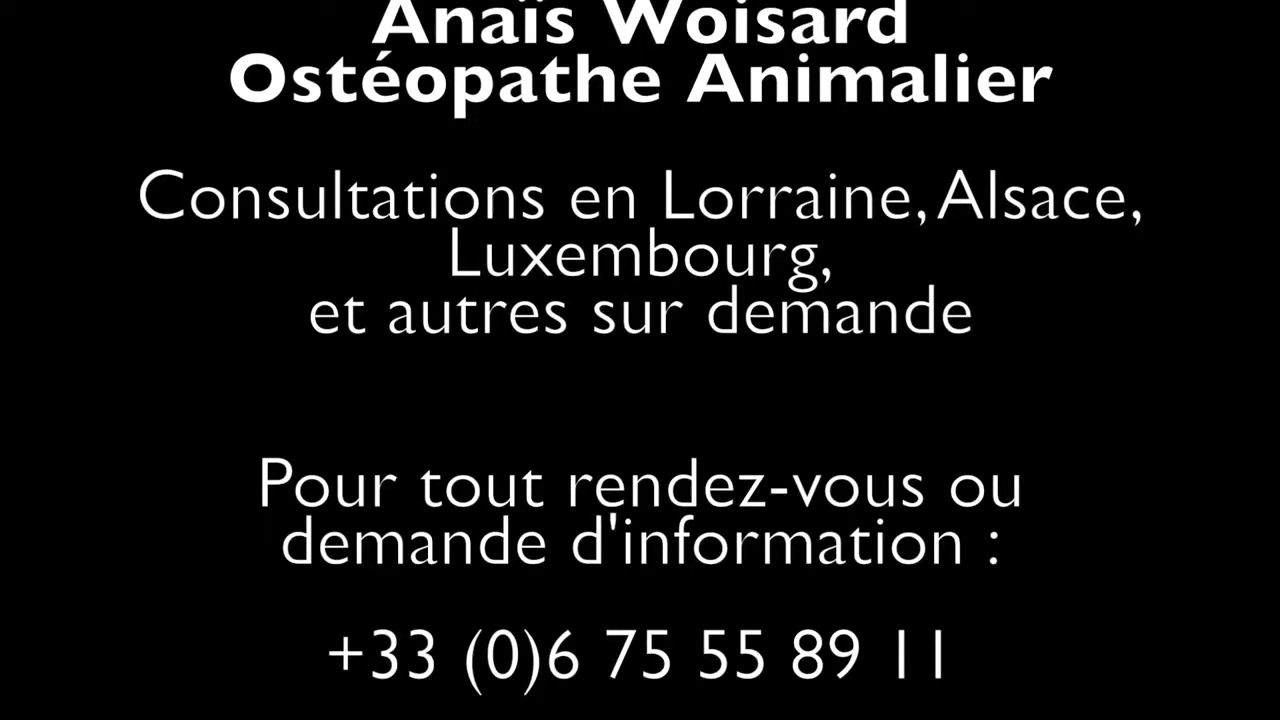 Anaïs Woisard
Ostéopathe Animalier
Consultations en Lorraine, Alsace,
Luxembourg,
et autres sur demande
Pour tout rendez-vous ou
demande d'information :
+33 (0)6 75 55 89 11